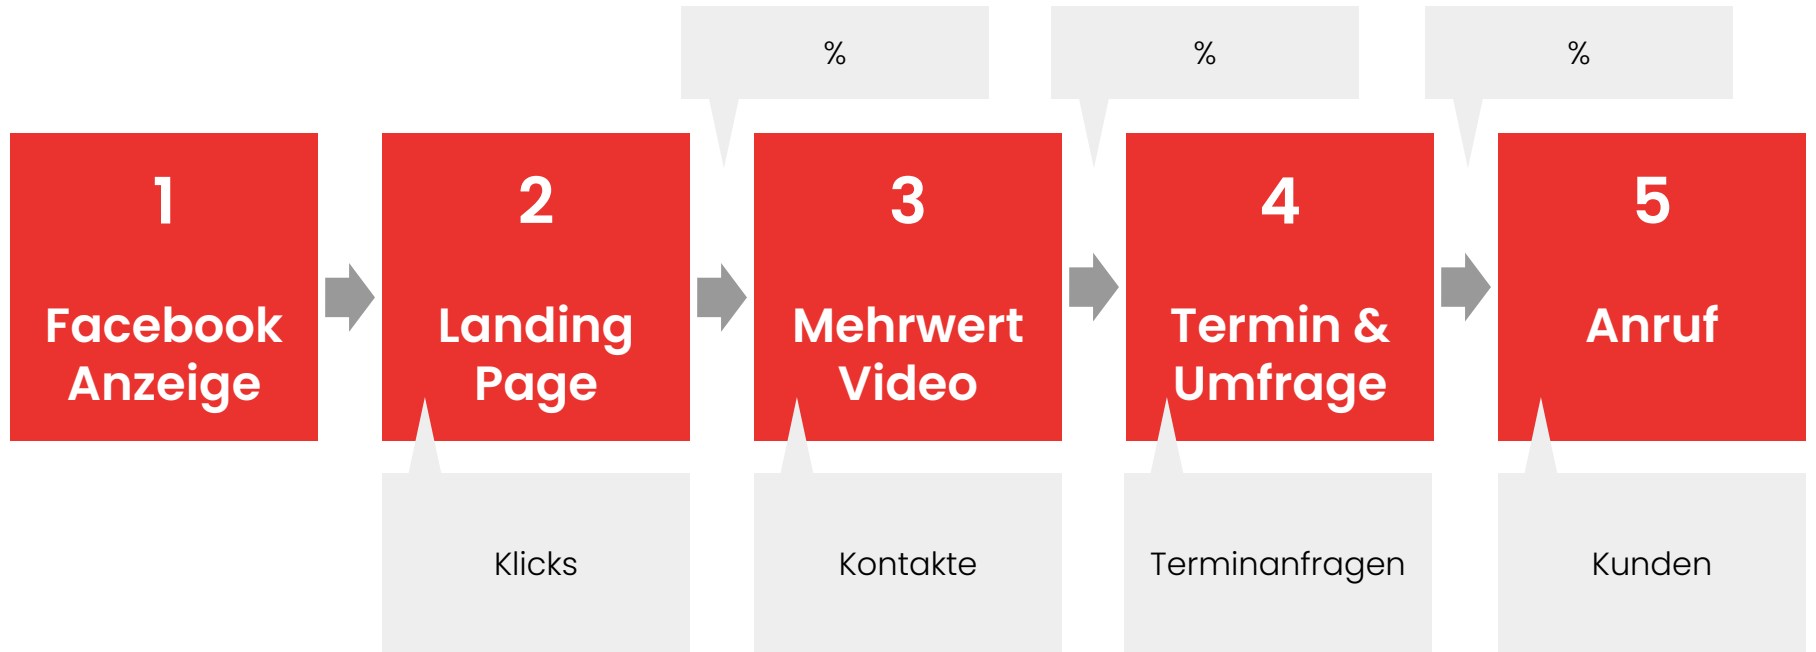 %
%
%
1
Facebook
Anzeige
2
Landing
Page
3
Mehrwert
Video
4
Termin &
Umfrage
5
Anruf
Klicks
Kontakte
Terminanfragen
Kunden